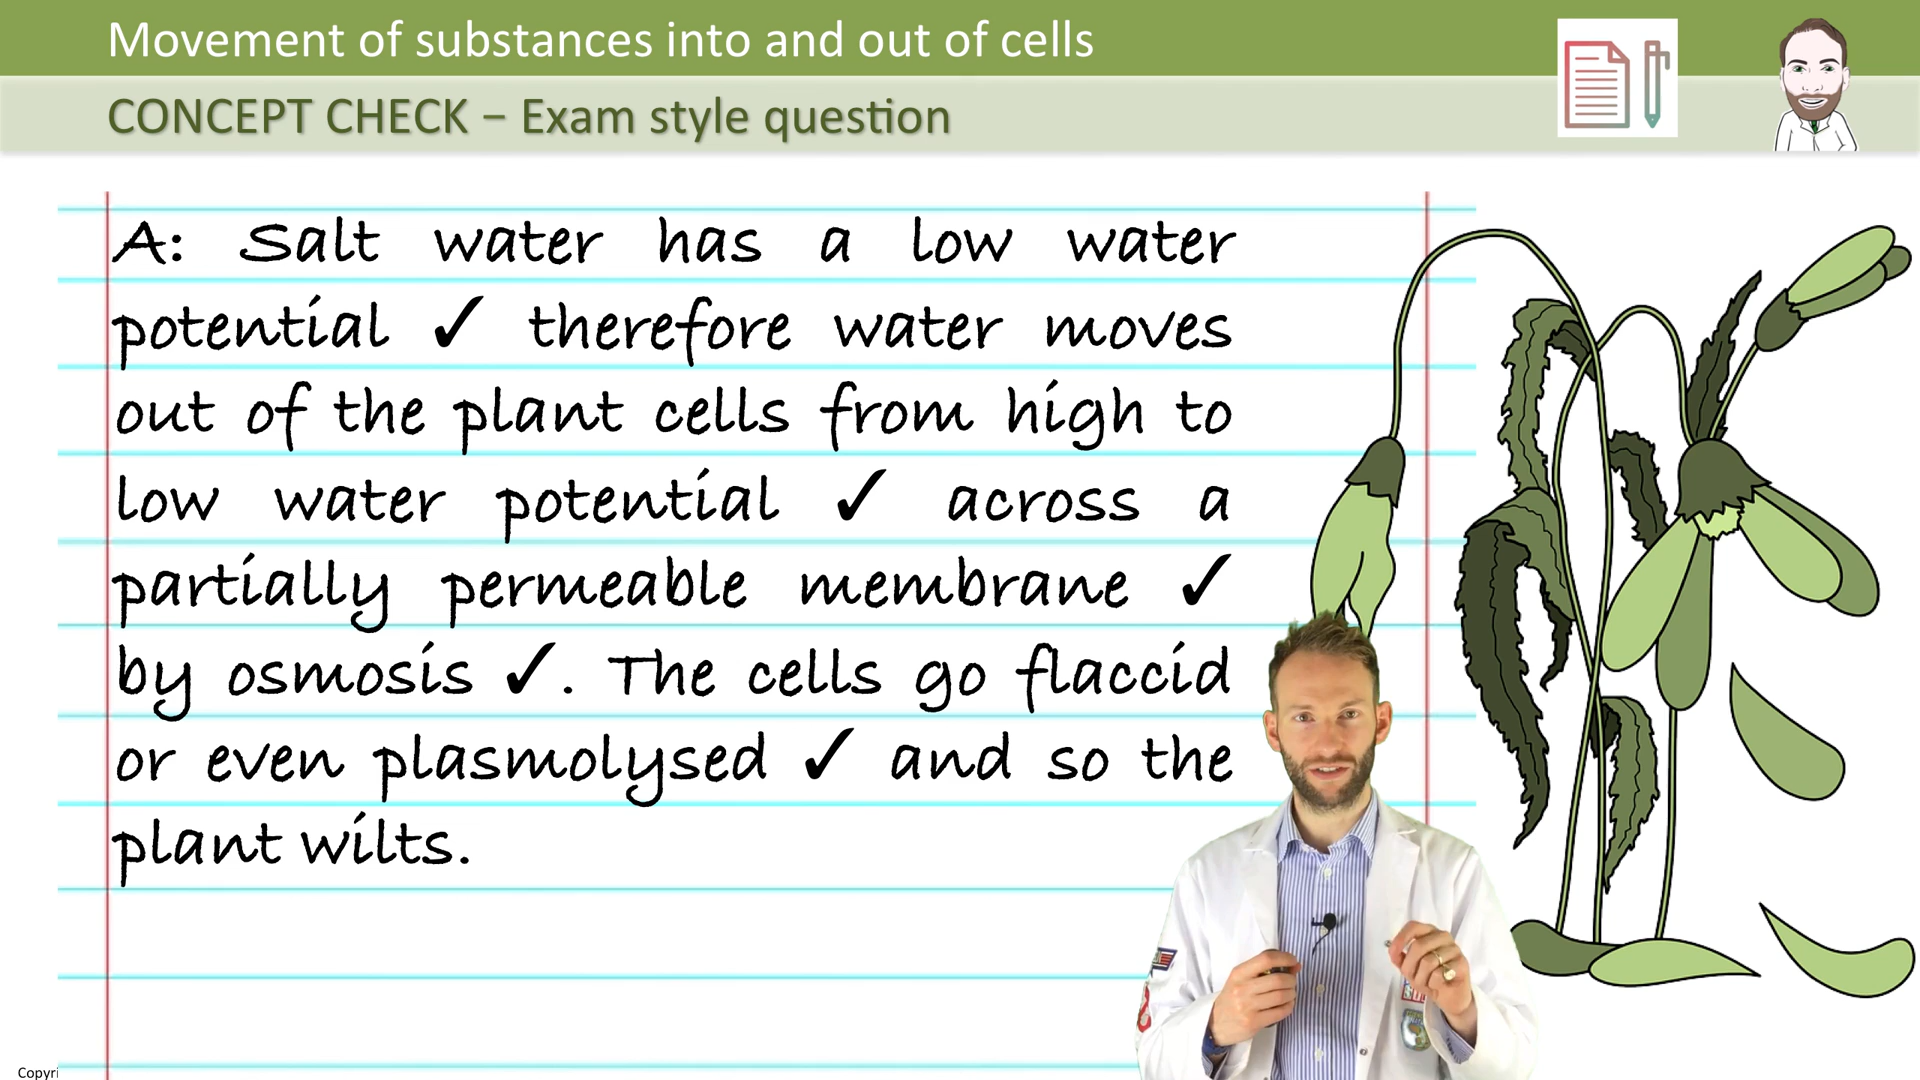 Movement of substances into and out of cells
CONCEPT CHECK – Exam style question
A: Salt water has a low water
potential ✓ therefore water moves
out of the plant cells from high to
low water potential ✓ across a
partially permeable membrane ✓
by osmosis ✓. The cells go flaccid
or even plasmolysed ✓ and so the
plant wilts.
Copyri